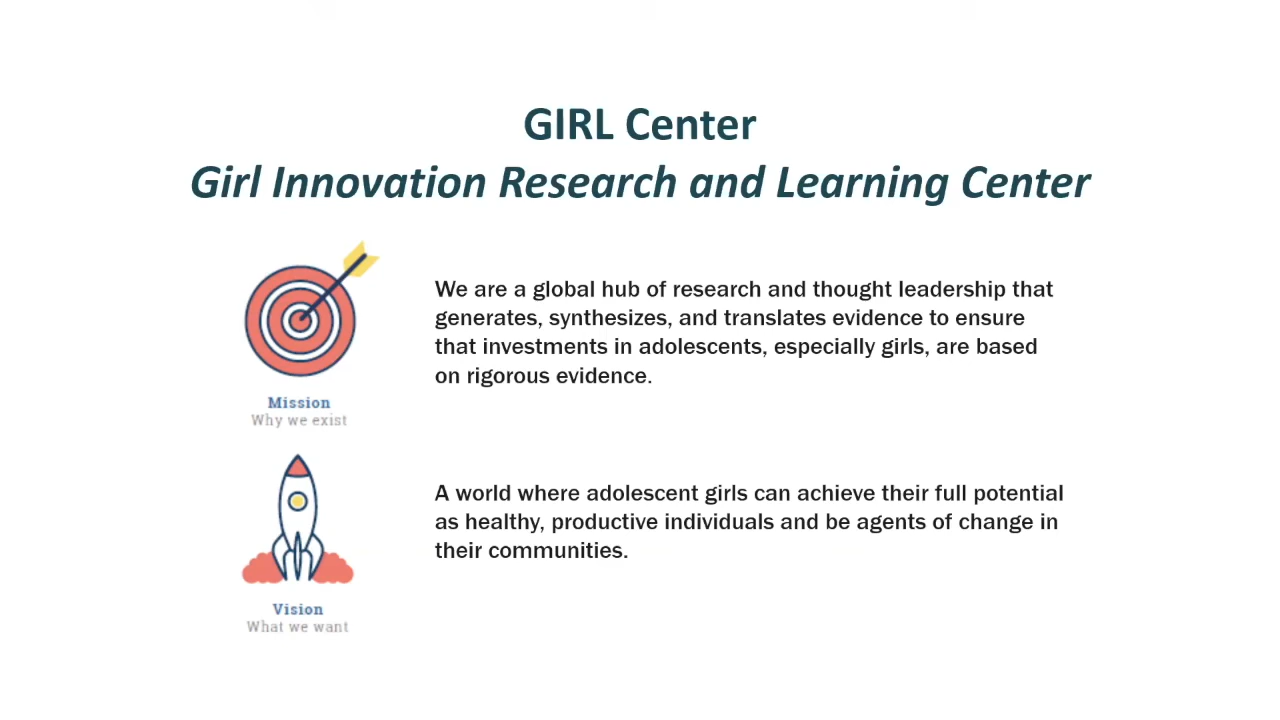 GIRL Center
Girl Innovation Research and Learning Center
We are a global hub of research and thought leadership that
generates, synthesizes, and translates evidence to ensure
that investments in adolescents, especially girls, are based
on rigorous evidence.
Mission
Why we exist
A world where adolescent girls can achieve their full potential
as healthy, productive individuals and be agents of change in
their communities.
Vision
What we want